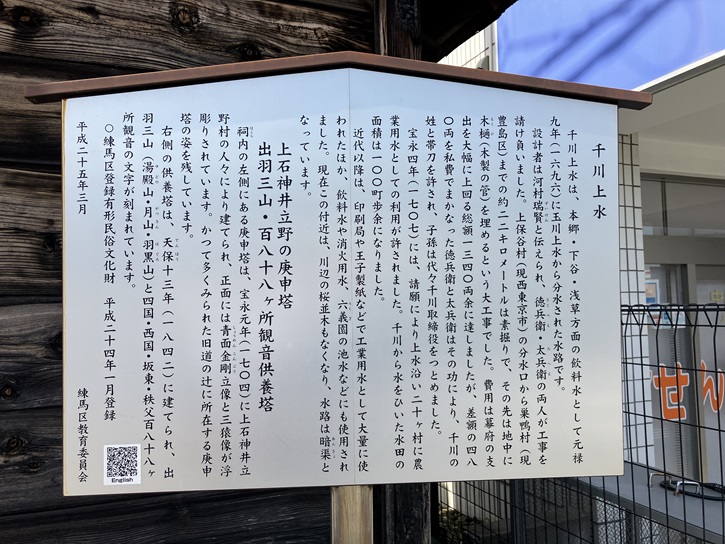 千川上水
千川上水は、本郷・下谷・浅草方面の飲料水として元禄
九年（一六九六）に玉川上水から分水された水路です。
設計者は河村瑞賢と伝えられ、徳兵衛・太兵衛の両人が工事を
請け負いました。上保谷村（現西東京市）の分水口から巣鴨村（現
豊島区）までの約二二キロメートルは素掘りで、その先は地中に
木樋（木製の管）を埋めるという大工事でした。費用は幕府の支
出を大幅に上回る総額一三四〇両余に達しましたが、差額の四八
〇両を私費でまかなった徳兵衛と太兵衛はその功により、千川の
姓と帯刀を許され、子孫は代々千川取締役をつとめました。
宝永四年（一七〇七）には、請願により上水沿い二十ヶ村に農
業用水としての利用が許されました。千川から水をひいた水田の
面積は一〇〇町歩余になりました。
近代以降は、印刷局や王子製紙などで工業用水として大量に使
われたほか、飲料水や消火用水、六義園の池水などにも使用され
ました。現在この付近は、川辺の桜並木もなくなり、水路は暗渠と
なっています。
上石神井立野の庚申塔
出羽三山・百八十八ヶ所観音供養塔
祠内の左側にある庚申塔は、宝永元年（一七〇四）に上石神井立
野村の人々により建てられ、正面には青面金剛立像と三猿像が浮
彫りされています。かつて多くみられた旧道の辻に所在する庚申
塔の姿を残しています。
右側の供養塔は、天保十三年（一八四二）に建てられ、出
羽三山（湯殿山・月山・羽黒山）と四国・西国・坂東・秩父百八十八ヶ
所観音の文字が刻まれています。
○練馬区登録有形民俗文化財　平成二十四年一月登録
平成二十五年三月　練馬区教育委員会
English
せん